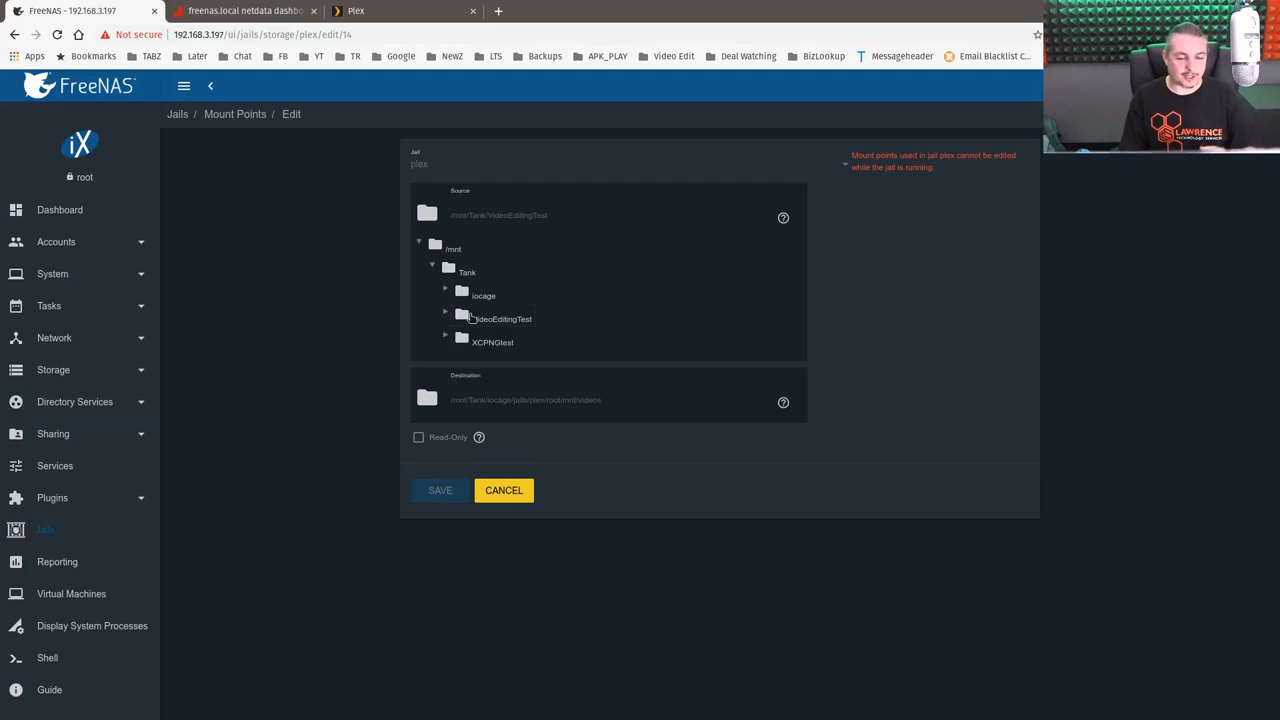 FreeNAS - 192.168.3.197
freenas.local netdata dashbo
Plex
Not secure
192.168.3.197/ui/jails/storage/plex/edit/14
Apps
Bookmarks
TABZ
Later
Chat
FB
YT
TR
Google
NewZ
LTS
Backups
APK_PLAY
Video Edit
Deal Watching
BizLookup
Messageheader
Email Blacklist C
FreeNAS
Jails / Mount Points / Edit
iX
root
Dashboard
Accounts
System
Tasks
Network
Storage
Directory Services
Sharing
Services
Plugins
Jails
Reporting
Virtual Machines
Display System Processes
Shell
Guide
Jail
plex
Mount points used in jail plex cannot be edited
while the jail is running.
Source
/mnt/Tank/VideoEditingTest
/mnt
Tank
iocage
VideoEditingTest
XCPNGtest
Destination
/mnt/Tank/iocage/jails/plex/root/mnt/videos
Read-Only
SAVE
CANCEL
LAWRENCE
TECHNOLOGY SERVICES